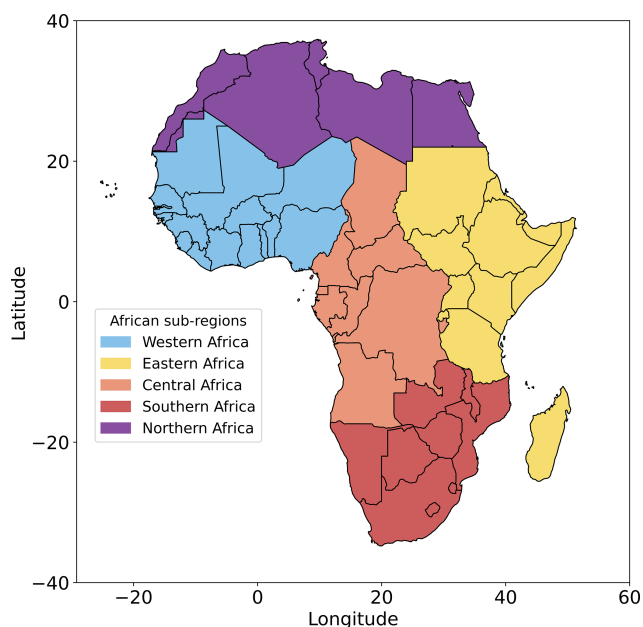 40
20
0
−20
−40
Latitude
African sub-regions
Western Africa
Eastern Africa
Central Africa
Southern Africa
Northern Africa
−20 0 20 40 60
Longitude